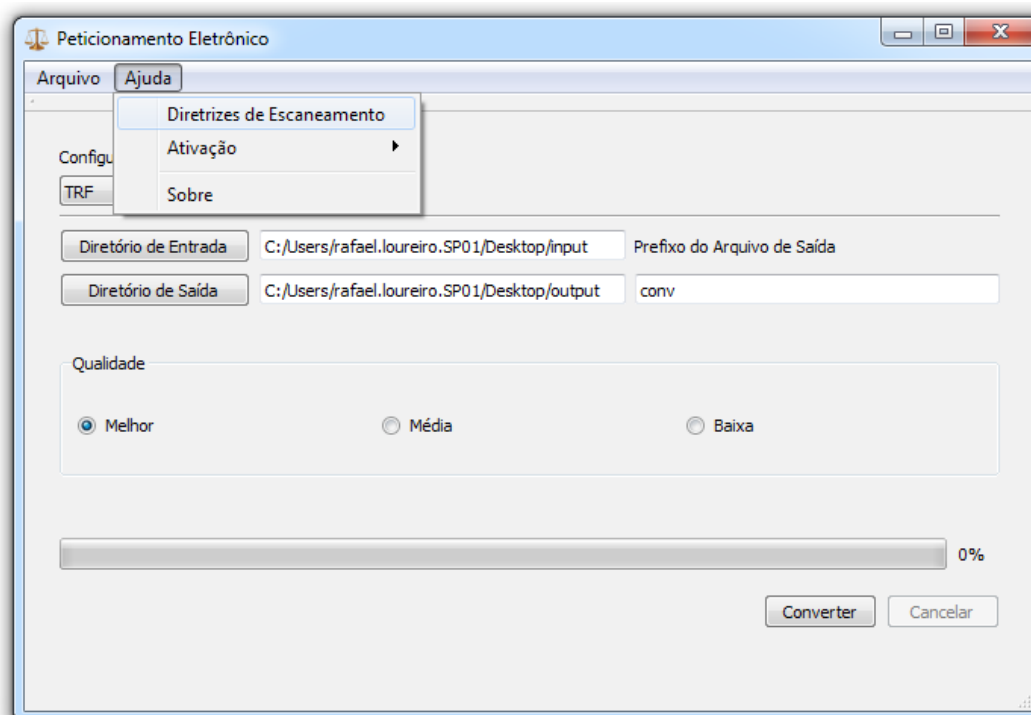 Peticionamento Eletrônico
Arquivo Ajuda
Diretrizes de Escaneamento
Ativação
Sobre
Configu
TRF
Diretório de Entrada C:/Users/rafael.loureiro.SP01/Desktop/input Prefixo do Arquivo de Saída
Diretório de Saída C:/Users/rafael.loureiro.SP01/Desktop/output conv
Qualidade
Melhor Média Baixa
0%
Converter Cancelar